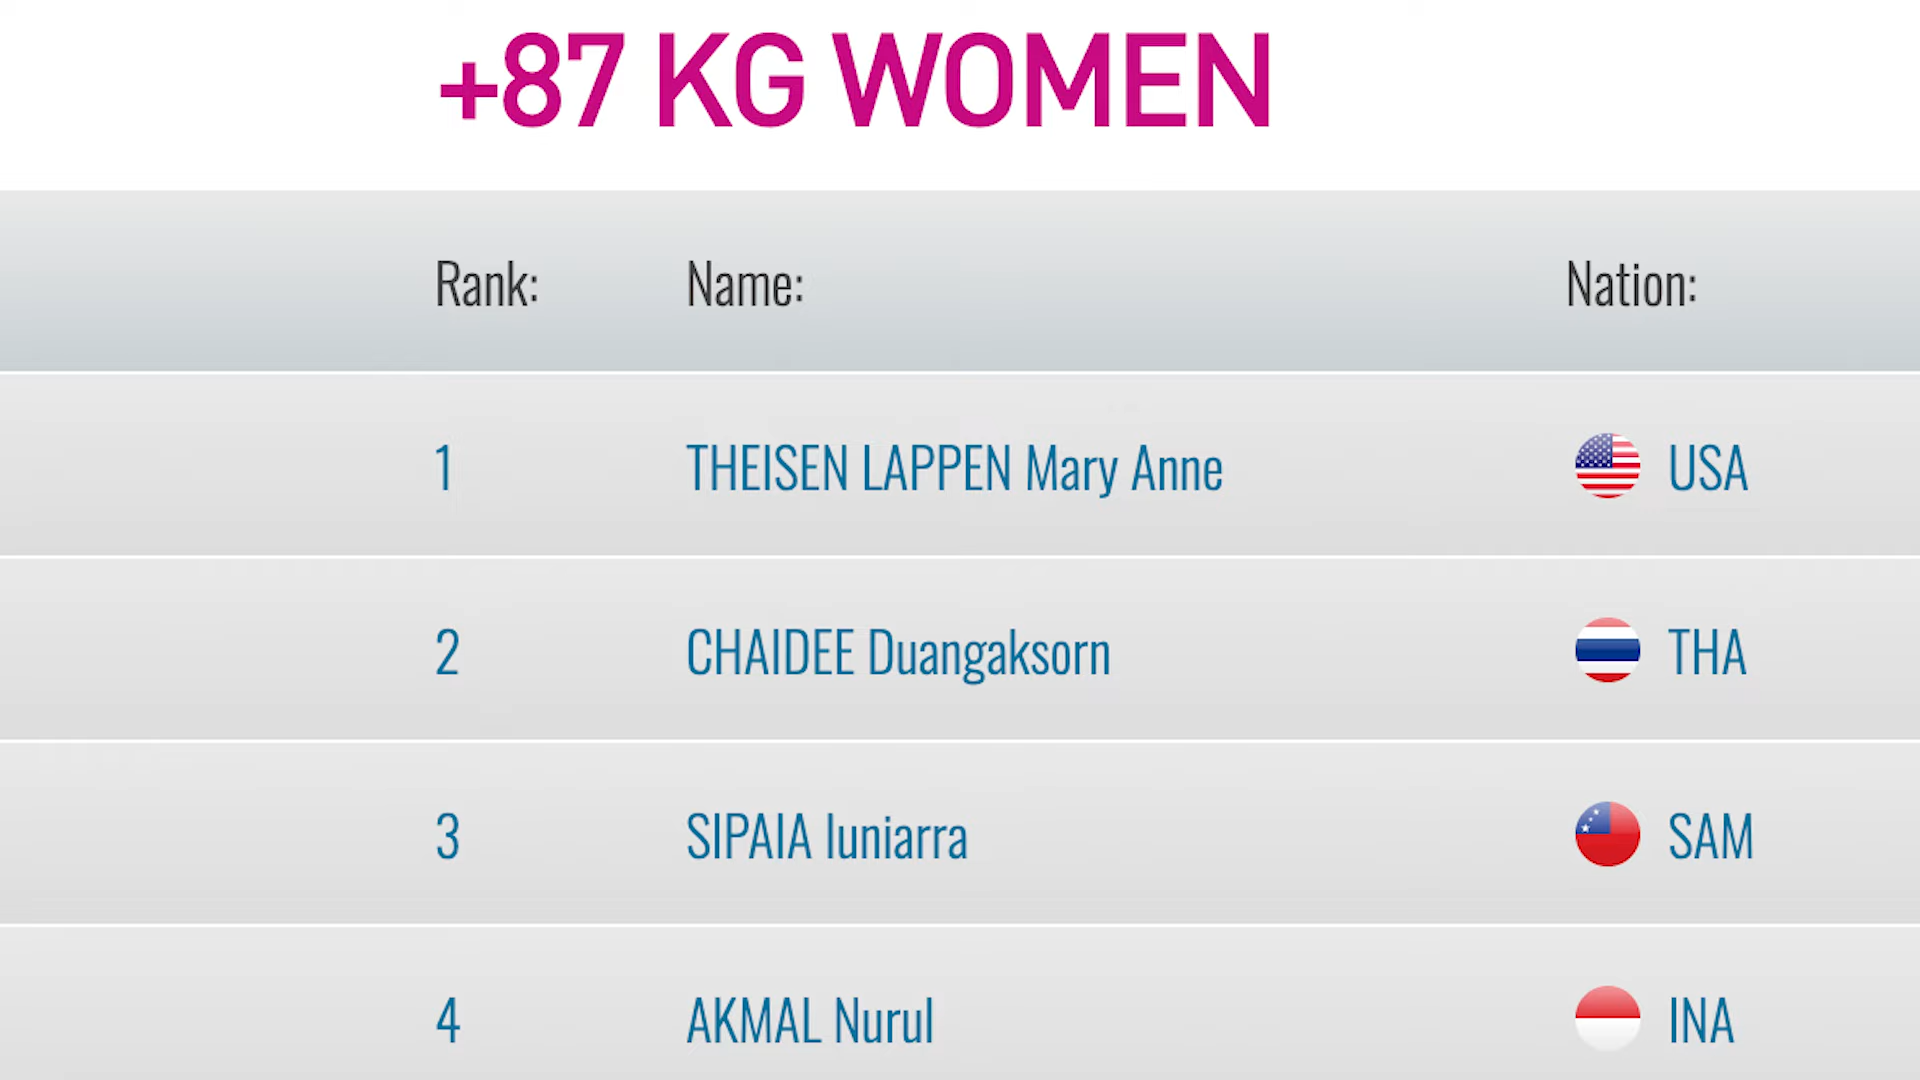 +87 KG WOMEN
Rank: Name: Nation:
1 THEISEN LAPPEN Mary Anne USA
2 CHAIDEE Duangaksorn THA
3 SIPAIA Iuniarra SAM
4 AKMAL Nurul INA